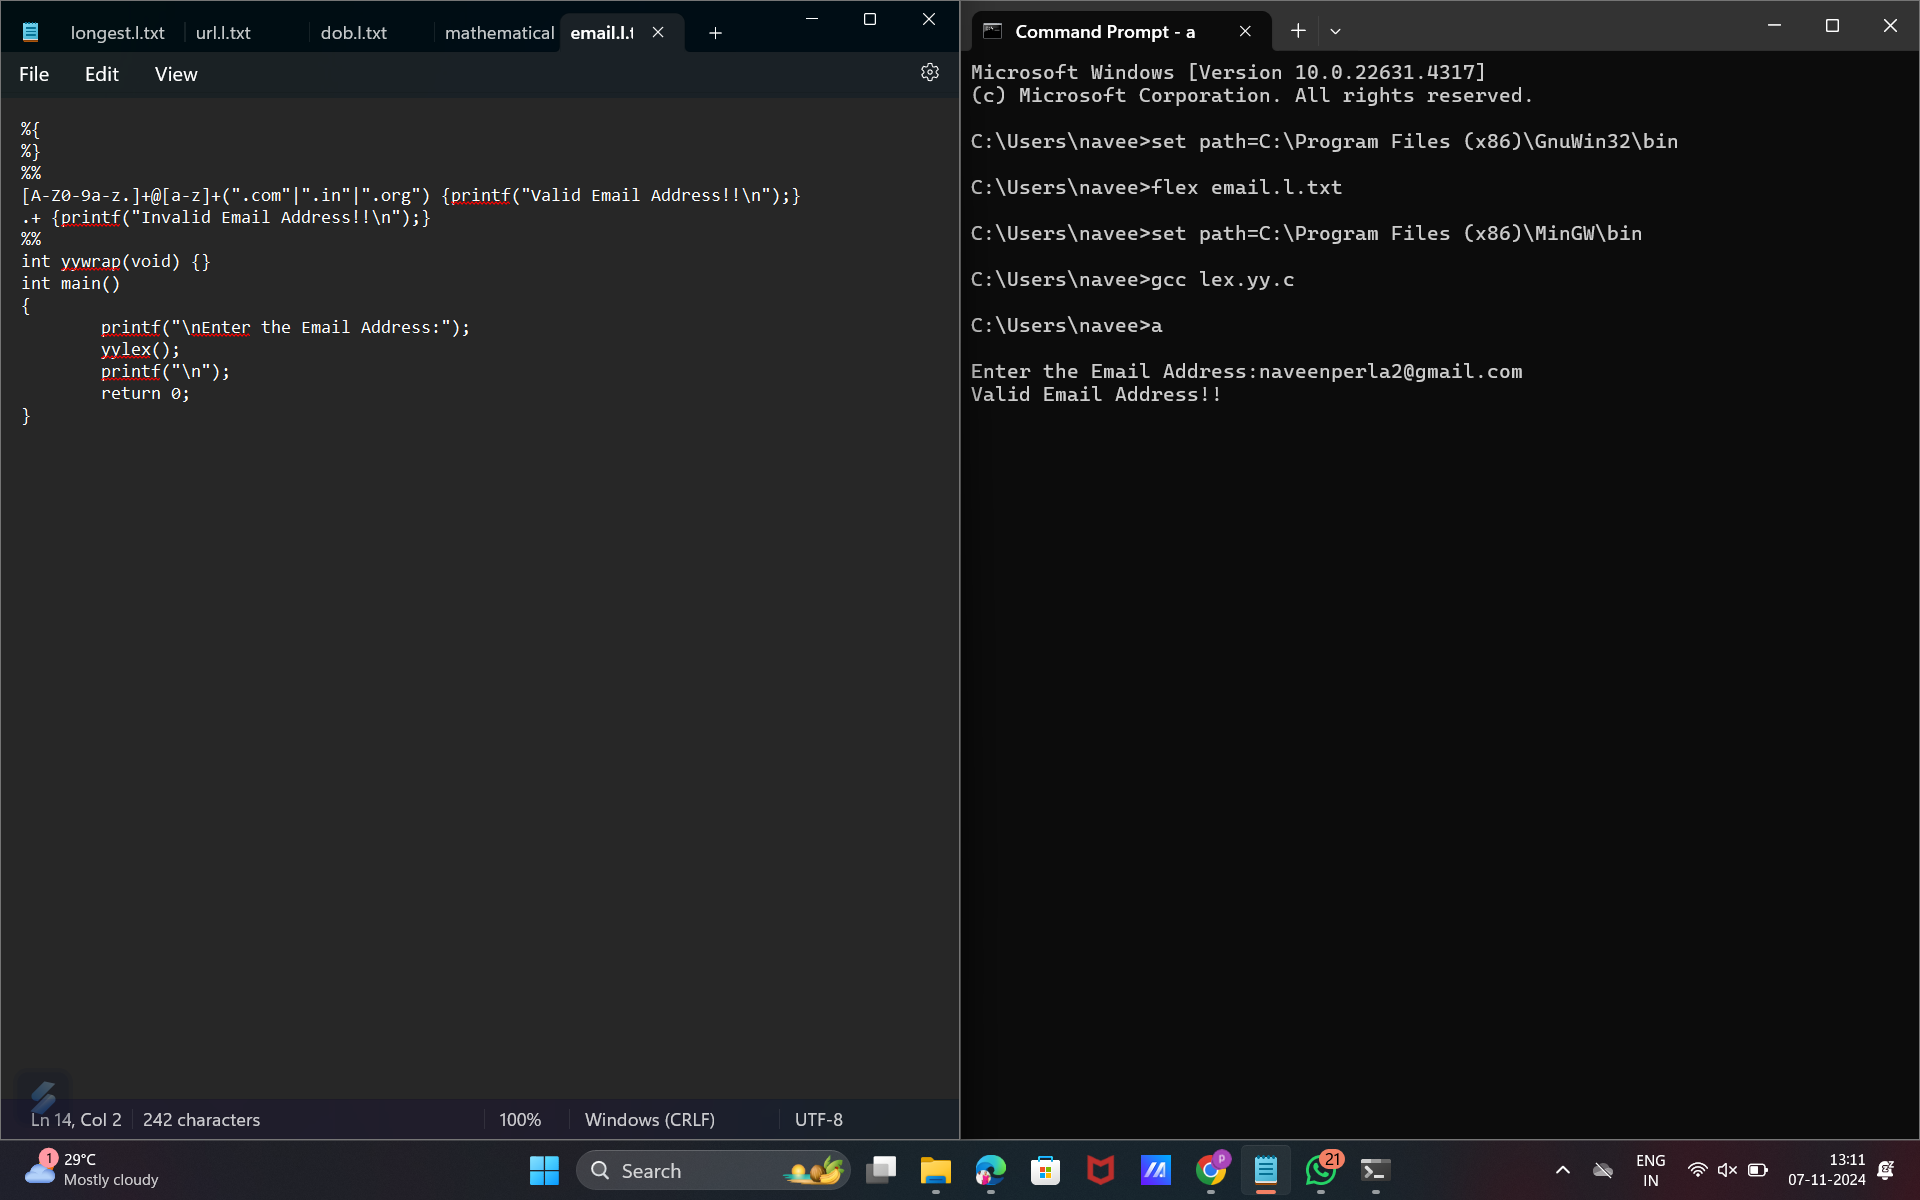 longest.l.txt
url.l.txt
dob.l.txt
mathematical
email.l.t
File Edit View
%{
%}
%%
[A-Z0-9a-z.]+@[a-z]+(".com"|".in"|".org") {printf("Valid Email Address!!\n");}
.+ {printf("Invalid Email Address!!\n");}
%%
int yywrap(void) {}
int main()
{
printf("\nEnter the Email Address:");
yylex();
printf("\n");
return 0;
}
Ln 14, Col 2
242 characters
100%
Windows (CRLF)
UTF-8
Command Prompt - a
Microsoft Windows [Version 10.0.22631.4317]
(c) Microsoft Corporation. All rights reserved.
C:\Users\navee>set path=C:\Program Files (x86)\GnuWin32\bin
C:\Users\navee>flex email.l.txt
C:\Users\navee>set path=C:\Program Files (x86)\MinGW\bin
C:\Users\navee>gcc lex.yy.c
C:\Users\navee>a
Enter the Email Address:naveenperla2@gmail.com
Valid Email Address!!
1
29°C
Mostly cloudy
Search
P
21
ENG
IN
13:11
07-11-2024